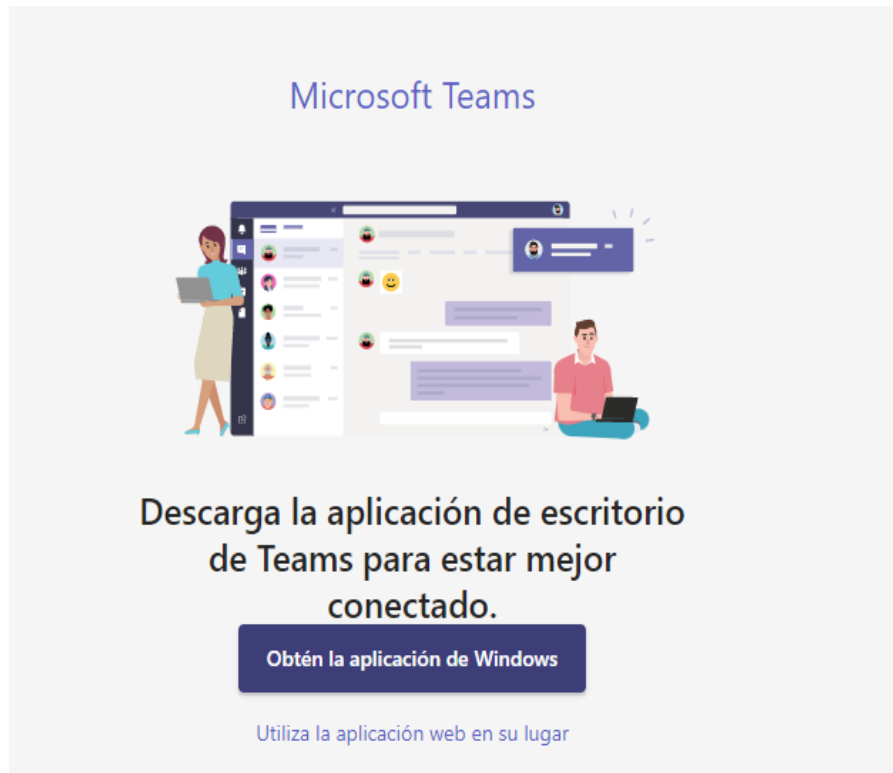 Microsoft Teams
Descarga la aplicación de escritorio
de Teams para estar mejor
conectado.
Obtén la aplicación de Windows
Utiliza la aplicación web en su lugar